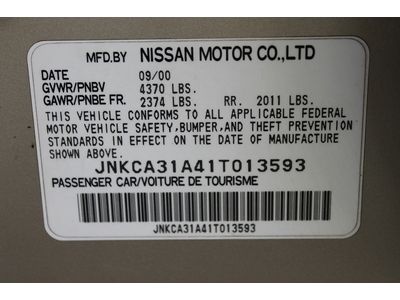 MFD.BY NISSAN MOTOR CO.,LTD
DATE 09/00
GVWR/PNBV 4370 LBS.
GAWR/PNBE FR. 2374 LBS. RR. 2011 LBS.
THIS VEHICLE CONFORMS TO ALL APPLICABLE FEDERAL
MOTOR VEHICLE SAFETY,BUMPER,AND THEFT PREVENTION
STANDARDS IN EFFECT ON THE DATE OF MANUFACTURE
SHOWN ABOVE.
JNKCA31A41T013593
PASSENGER CAR/VOITURE DE TOURISME
JNKCA31A41T013593